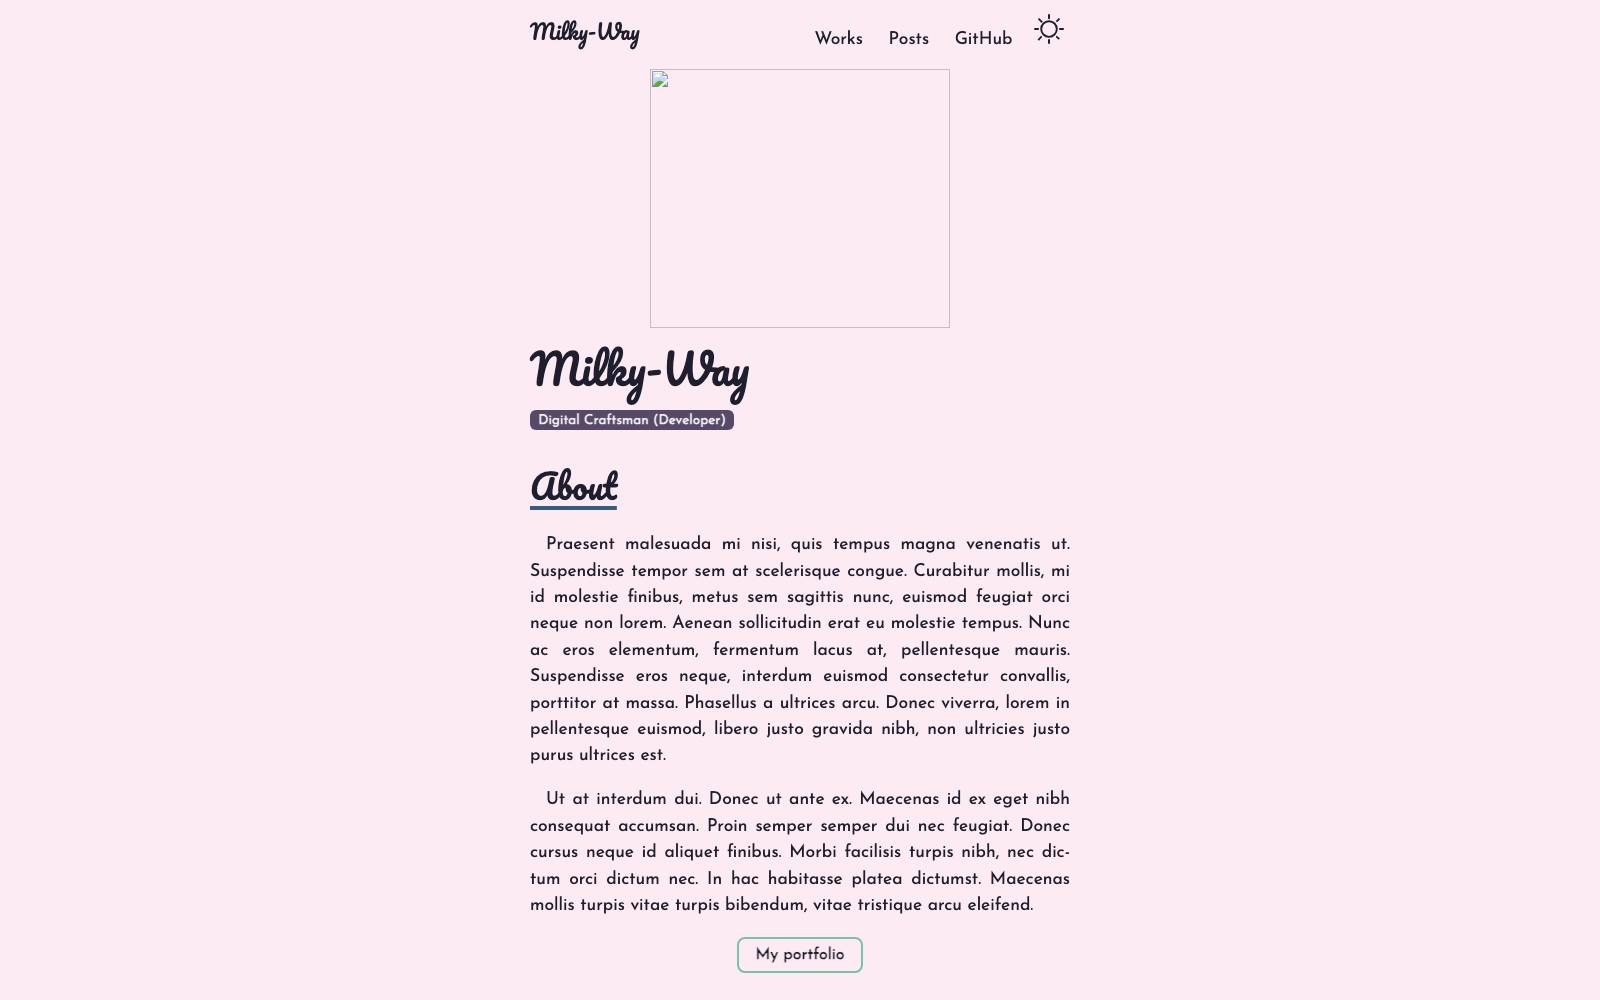 Milky-Way
Works Posts GitHub
Milky-Way
Digital Craftsman (Developer)
About
Praesent malesuada mi nisi, quis tempus magna venenatis ut.
Suspendisse tempor sem at scelerisque congue. Curabitur mollis, mi
id molestie finibus, metus sem sagittis nunc, euismod feugiat orci
neque non lorem. Aenean sollicitudin erat eu molestie tempus. Nunc
ac eros elementum, fermentum lacus at, pellentesque mauris.
Suspendisse eros neque, interdum euismod consectetur convallis,
porttitor at massa. Phasellus a ultrices arcu. Donec viverra, lorem in
pellentesque euismod, libero justo gravida nibh, non ultricies justo
purus ultrices est.
Ut at interdum dui. Donec ut ante ex. Maecenas id ex eget nibh
consequat accumsan. Proin semper semper dui nec feugiat. Donec
cursus neque id aliquet finibus. Morbi facilisis turpis nibh, nec dic-
tum orci dictum nec. In hac habitasse platea dictumst. Maecenas
mollis turpis vitae turpis bibendum, vitae tristique arcu eleifend.
My portfolio